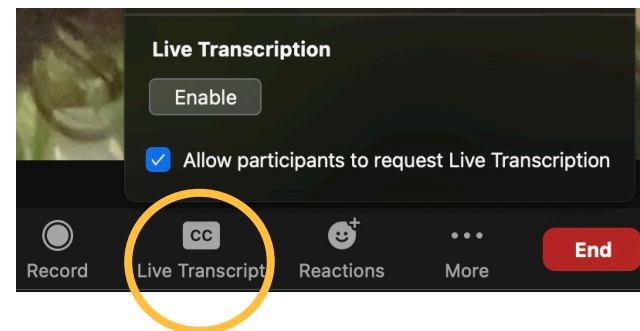 Live Transcription
Enable
Allow participants to request Live Transcription
CC
Record Live Transcript Reactions More End